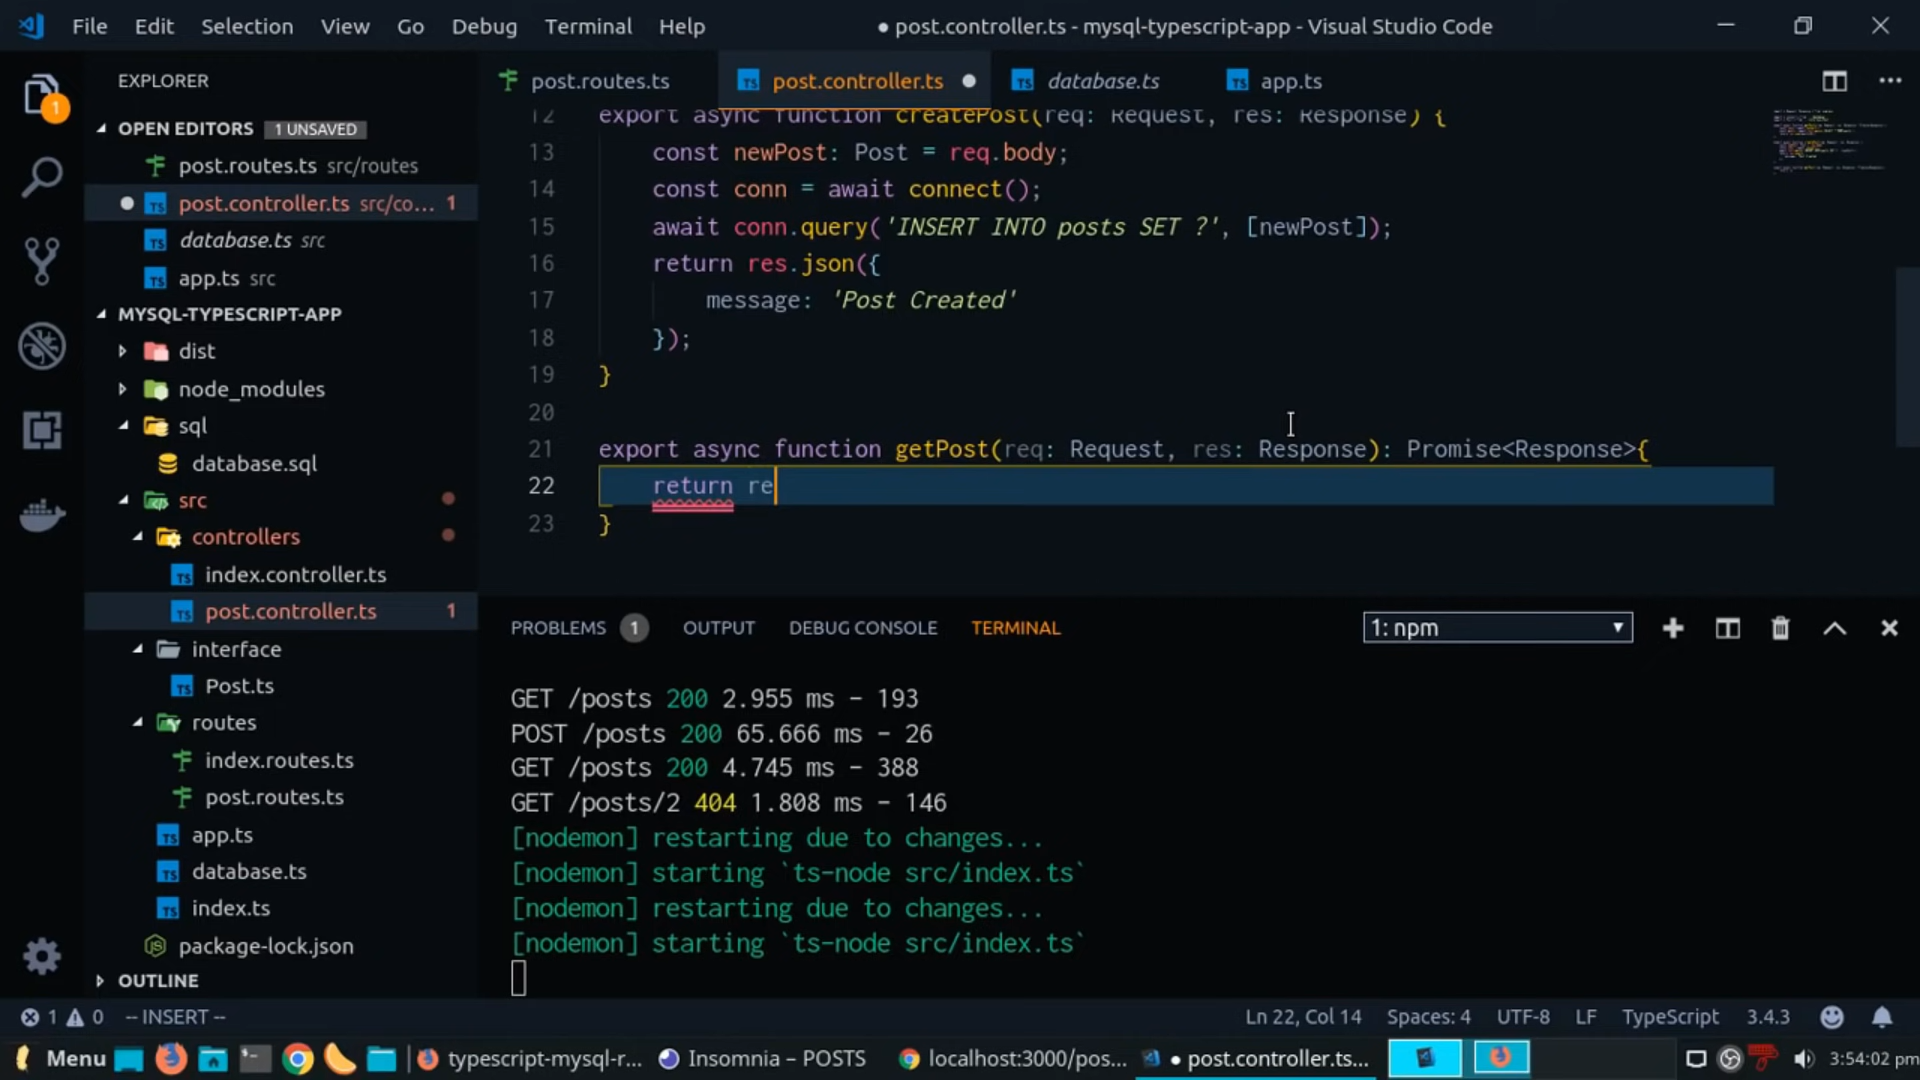 File Edit Selection View Go Debug Terminal Help
● post.controller.ts - mysql-typescript-app - Visual Studio Code
1
EXPLORER
OPEN EDITORS 1 UNSAVED
post.routes.ts src/routes
post.controller.ts src/co... 1
database.ts src
app.ts src
MYSQL-TYPESCRIPT-APP
dist
node_modules
sql
database.sql
src
controllers
index.controller.ts
post.controller.ts 1
interface
Post.ts
routes
index.routes.ts
post.routes.ts
app.ts
database.ts
index.ts
package-lock.json
OUTLINE
post.routes.ts post.controller.ts database.ts app.ts
12 export async function createPost(req: Request, res: Response) {
13 const newPost: Post = req.body;
14 const conn = await connect();
15 await conn.query('INSERT INTO posts SET ?', [newPost]);
16 return res.json({
17 message: 'Post Created'
18 });
19 }
20
21 export async function getPost(req: Request, res: Response): Promise<Response>{
22 return re
23 }
PROBLEMS 1 OUTPUT DEBUG CONSOLE TERMINAL 1: npm
GET /posts 200 2.955 ms - 193
POST /posts 200 65.666 ms - 26
GET /posts 200 4.745 ms - 388
GET /posts/2 404 1.808 ms - 146
[nodemon] restarting due to changes...
[nodemon] starting `ts-node src/index.ts`
[nodemon] restarting due to changes...
[nodemon] starting `ts-node src/index.ts`
1 0 -- INSERT -- Ln 22, Col 14 Spaces: 4 UTF-8 LF TypeScript 3.4.3
Menu typescript-mysql-r... Insomnia – POSTS localhost:3000/pos... ● post.controller.ts... 3:54:02 pm